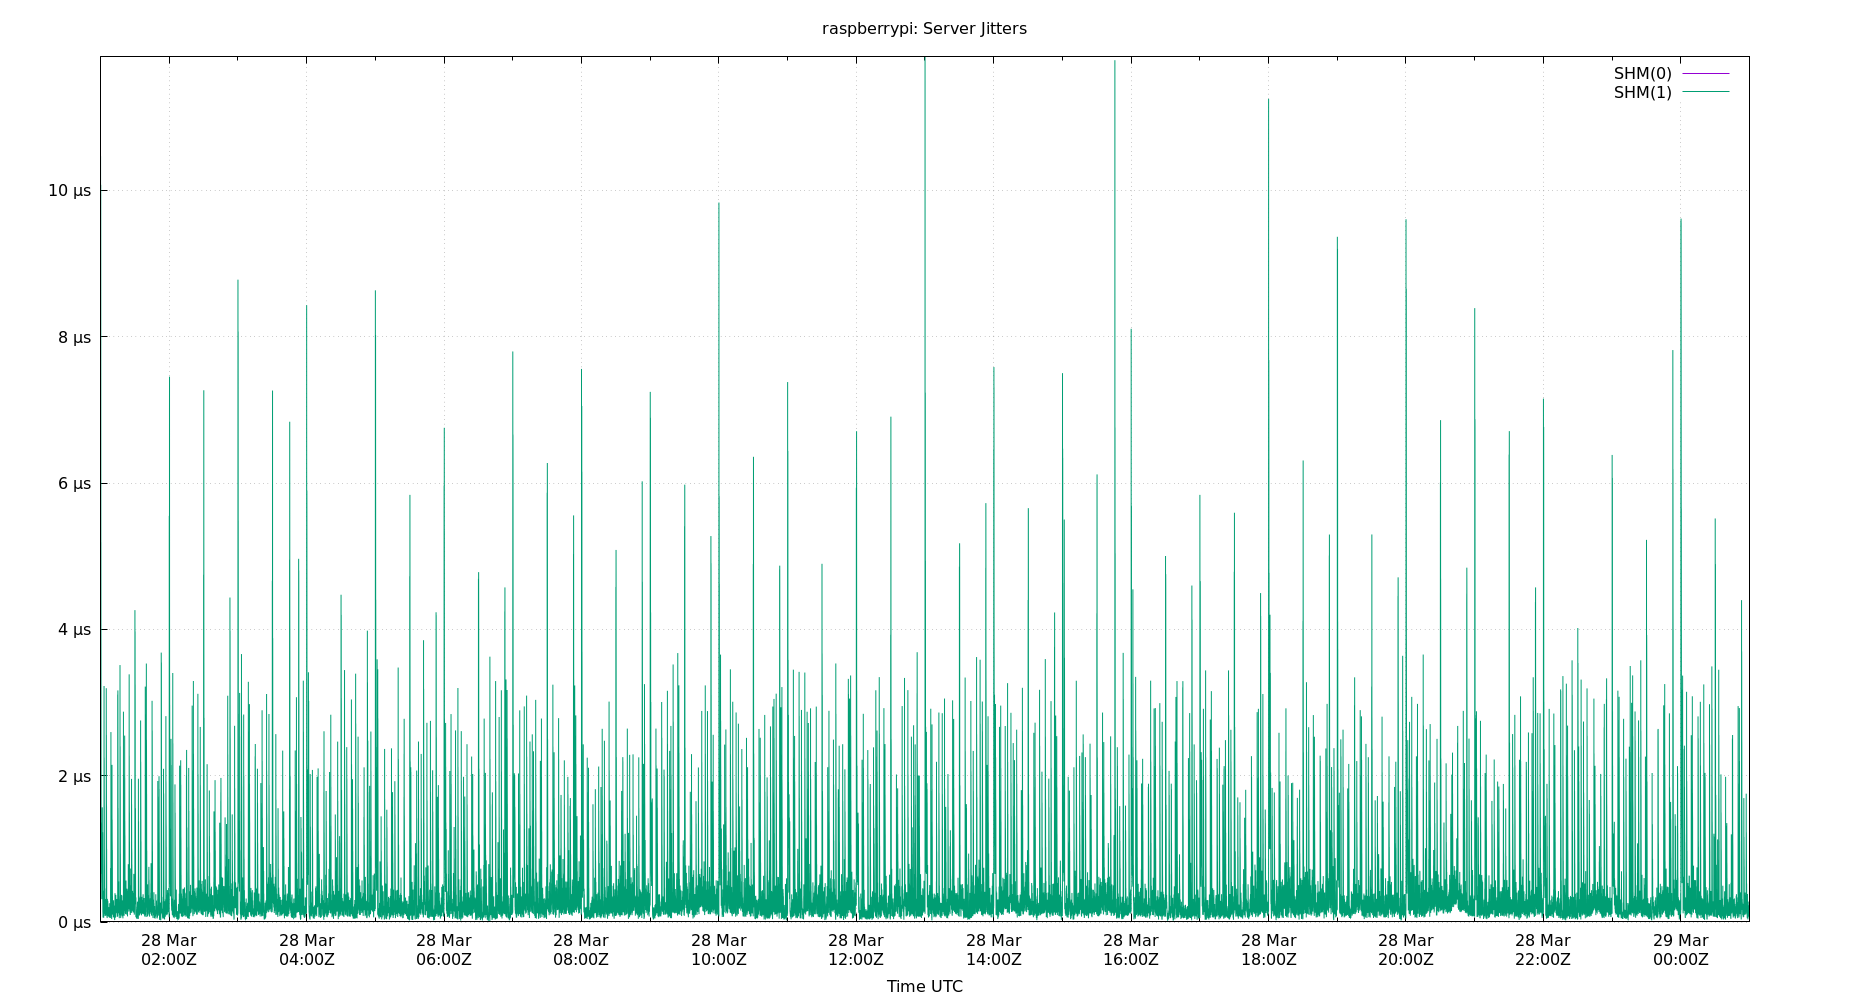 raspberrypi: Server Jitters
SHM(0)
SHM(1)
10 µs
8 µs
6 µs
4 µs
2 µs
0 µs
28 Mar 28 Mar 28 Mar 28 Mar 28 Mar 28 Mar 28 Mar 28 Mar 28 Mar 28 Mar 28 Mar 29 Mar
02:00Z 04:00Z 06:00Z 08:00Z 10:00Z 12:00Z 14:00Z 16:00Z 18:00Z 20:00Z 22:00Z 00:00Z
Time UTC